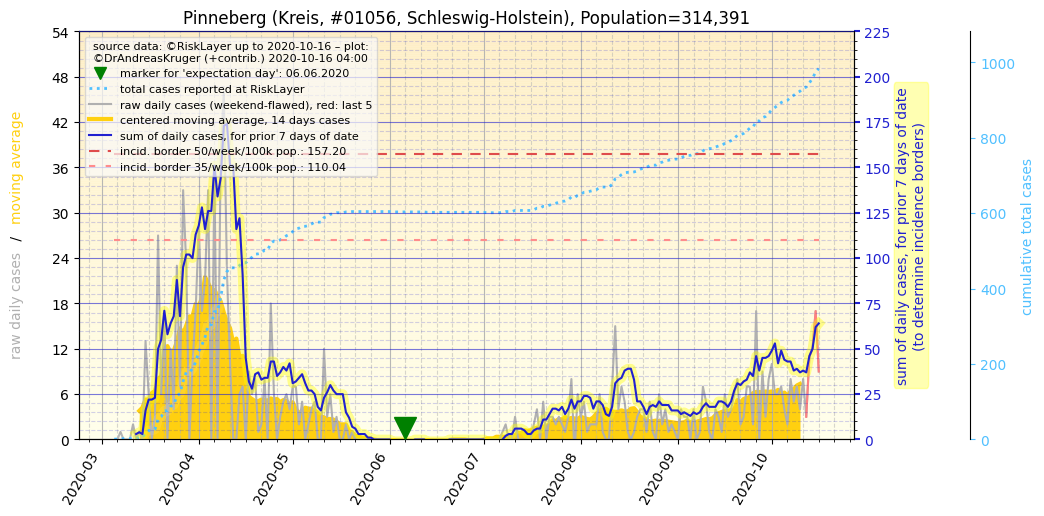 Pinneberg (Kreis, #01056, Schleswig-Holstein), Population=314,391
source data: ©RiskLayer up to 2020-10-16 – plot:
©DrAndreasKruger (+contrib.) 2020-10-16 04:00
marker for 'expectation day': 06.06.2020
total cases reported at RiskLayer
raw daily cases (weekend-flawed), red: last 5
centered moving average, 14 days cases
sum of daily cases, for prior 7 days of date
incid. border 50/week/100k pop.: 157.20
incid. border 35/week/100k pop.: 110.04
raw daily cases / moving average
54
48
42
36
30
24
18
12
6
0
2020-03
2020-04
2020-05
2020-06
2020-07
2020-08
2020-09
2020-10
225
200
175
150
125
100
75
50
25
0
sum of daily cases, for prior 7 days of date
(to determine incidence borders)
1000
800
600
400
200
0
cumulative total cases